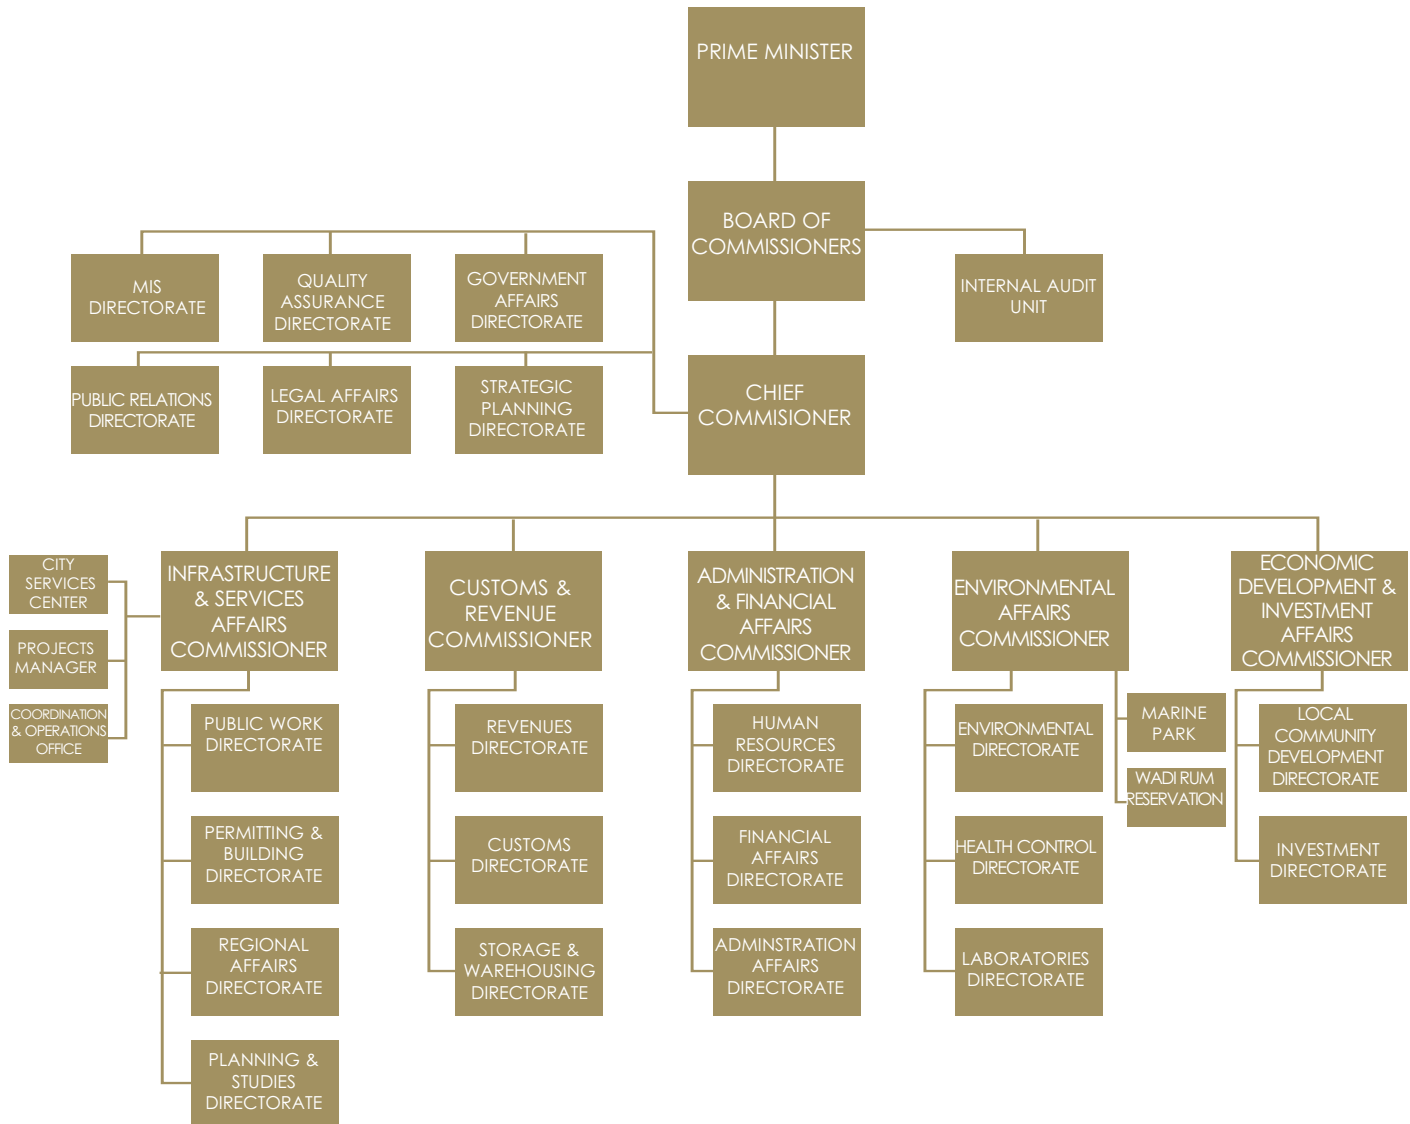 PRIME MINISTER
BOARD OF
COMMISSIONERS
INTERNAL AUDIT
UNIT
MIS
DIRECTORATE
QUALITY
ASSURANCE
DIRECTORATE
GOVERNMENT
AFFAIRS
DIRECTORATE
PUBLIC RELATIONS
DIRECTORATE
LEGAL AFFAIRS
DIRECTORATE
STRATEGIC
PLANNING
DIRECTORATE
CHIEF
COMMISIONER
CITY
SERVICES
CENTER
PROJECTS
MANAGER
COORDINATION
& OPERATIONS
OFFICE
INFRASTRUCTURE
& SERVICES
AFFAIRS
COMMISSIONER
PUBLIC WORK
DIRECTORATE
PERMITTING &
BUILDING
DIRECTORATE
REGIONAL
AFFAIRS
DIRECTORATE
PLANNING &
STUDIES
DIRECTORATE
CUSTOMS &
REVENUE
COMMISSIONER
REVENUES
DIRECTORATE
CUSTOMS
DIRECTORATE
STORAGE &
WAREHOUSING
DIRECTORATE
ADMINISTRATION
& FINANCIAL
AFFAIRS
COMMISSIONER
HUMAN
RESOURCES
DIRECTORATE
FINANCIAL
AFFAIRS
DIRECTORATE
ADMINSTRATION
AFFAIRS
DIRECTORATE
ENVIRONMENTAL
AFFAIRS
COMMISSIONER
ENVIRONMENTAL
DIRECTORATE
HEALTH CONTROL
DIRECTORATE
LABORATORIES
DIRECTORATE
MARINE
PARK
WADI RUM
RESERVATION
ECONOMIC
DEVELOPMENT &
INVESTMENT
AFFAIRS
COMMISSIONER
LOCAL
COMMUNITY
DEVELOPMENT
DIRECTORATE
INVESTMENT
DIRECTORATE